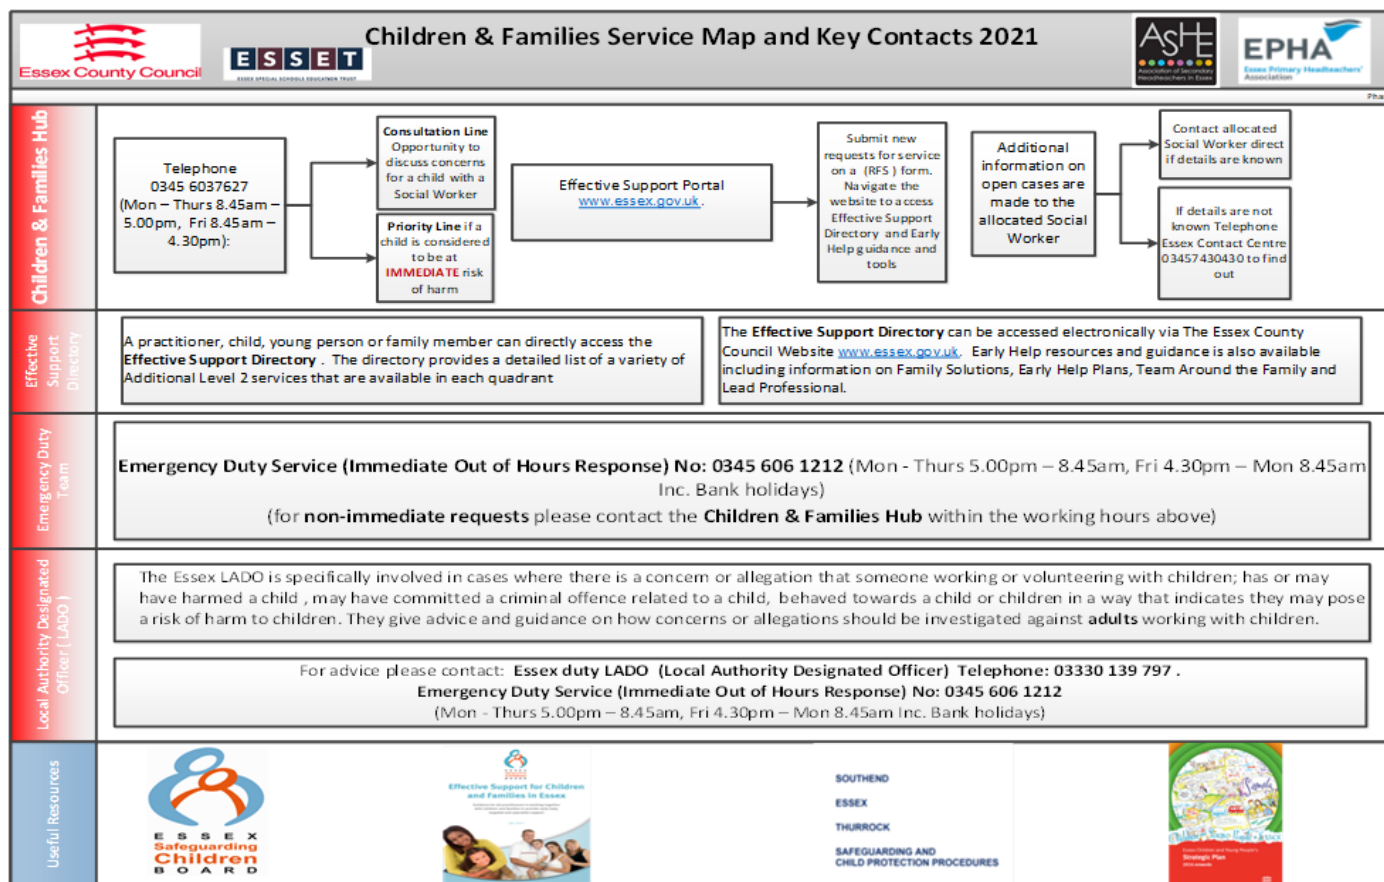 Children & Families Service Map and Key Contacts 2021
Essex County Council
ESSET
ESSEX SPECIAL SCHOOLS EDUCATION TRUST
ASHE
Association of Secondary
Headteachers in Essex
EPHA
Essex Primary Headteachers'
Association
Pha
Children & Families Hub
Telephone
0345 6037627
(Mon – Thurs 8.45am –
5.00pm, Fri 8.45am –
4.30pm):
Consultation Line
Opportunity to
discuss concerns
for a child with a
Social Worker
Priority Line if a
child is considered
to be at
IMMEDIATE risk
of harm
Effective Support Portal
www.essex.gov.uk .
Submit new
requests for service
on a (RFS ) form.
Navigate the
website to access
Effective Support
Directory and Early
Help guidance and
tools
Additional
information on
open cases are
made to the
allocated Social
Worker
Contact allocated
Social Worker direct
if details are known
If details are not
known Telephone
Essex Contact Centre
03457430430 to find
out
Effective
Support
Directory
A practitioner, child, young person or family member can directly access the
Effective Support Directory . The directory provides a detailed list of a variety of
Additional Level 2 services that are available in each quadrant
The Effective Support Directory can be accessed electronically via The Essex County
Council Website www.essex.gov.uk. Early Help resources and guidance is also available
including information on Family Solutions, Early Help Plans, Team Around the Family and
Lead Professional.
Emergency Duty
Team
Emergency Duty Service (Immediate Out of Hours Response) No: 0345 606 1212 (Mon - Thurs 5.00pm – 8.45am, Fri 4.30pm – Mon 8.45am
Inc. Bank holidays)
(for non-immediate requests please contact the Children & Families Hub within the working hours above)
Local Authority Designated
Officer ( LADO )
The Essex LADO is specifically involved in cases where there is a concern or allegation that someone working or volunteering with children; has or may
have harmed a child , may have committed a criminal offence related to a child, behaved towards a child or children in a way that indicates they may pose
a risk of harm to children. They give advice and guidance on how concerns or allegations should be investigated against adults working with children.
For advice please contact: Essex duty LADO (Local Authority Designated Officer) Telephone: 03330 139 797 .
Emergency Duty Service (Immediate Out of Hours Response) No: 0345 606 1212
(Mon - Thurs 5.00pm – 8.45am, Fri 4.30pm – Mon 8.45am Inc. Bank holidays)
Useful Resources
ESSEX
Safeguarding
Children
BOARD
Effective Support for Children
and Families in Essex
SOUTHEND
ESSEX
THURROCK
SAFEGUARDING AND
CHILD PROTECTION PROCEDURES
Essex Children and Young People's
Strategic Plan